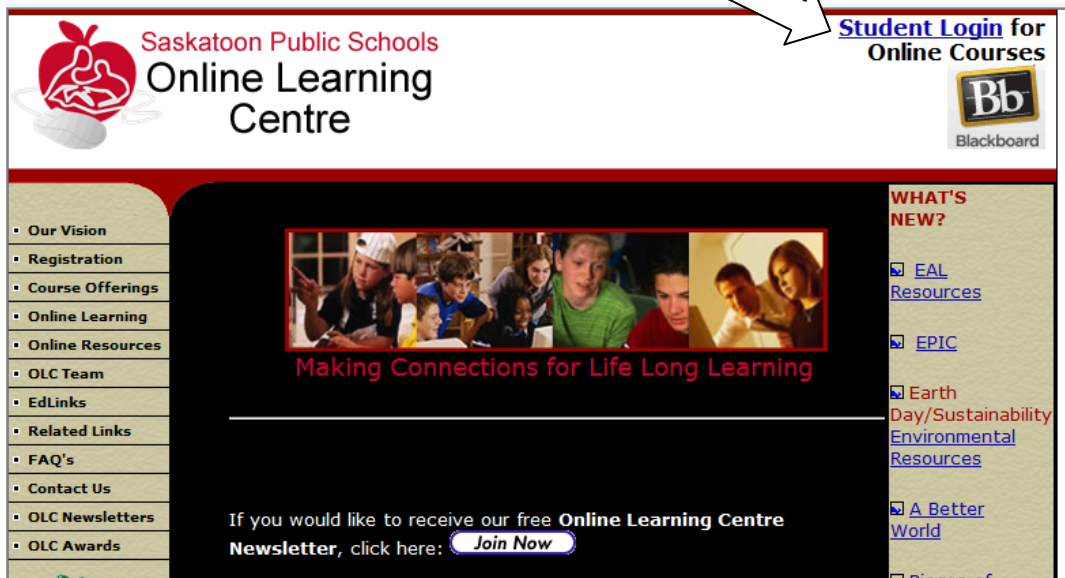 Saskatoon Public Schools
Online Learning
Centre
Student Login for
Online Courses
Bb
Blackboard
Our Vision
Registration
Course Offerings
Online Learning
Online Resources
OLC Team
EdLinks
Related Links
FAQ's
Contact Us
OLC Newsletters
OLC Awards
Making Connections for Life Long Learning
If you would like to receive our free Online Learning Centre
Newsletter, click here: Join Now
WHAT'S
NEW?
EAL
Resources
EPIC
Earth
Day/Sustainability
Environmental
Resources
A Better
World